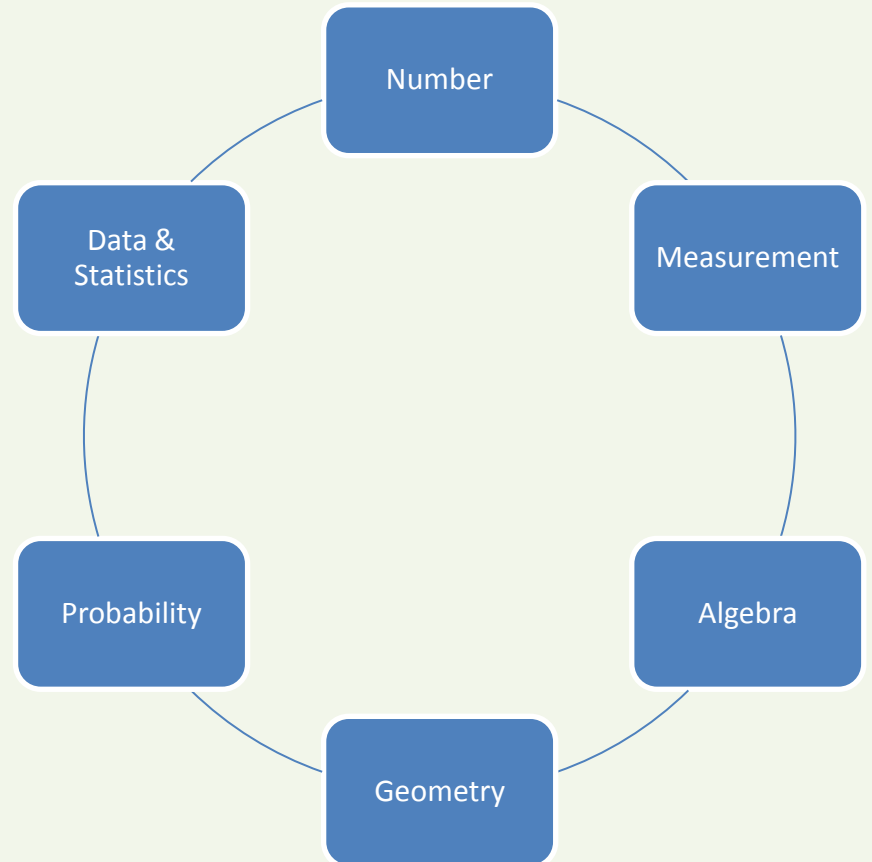 Number
Measurement
Algebra
Geometry
Probability
Data &
Statistics